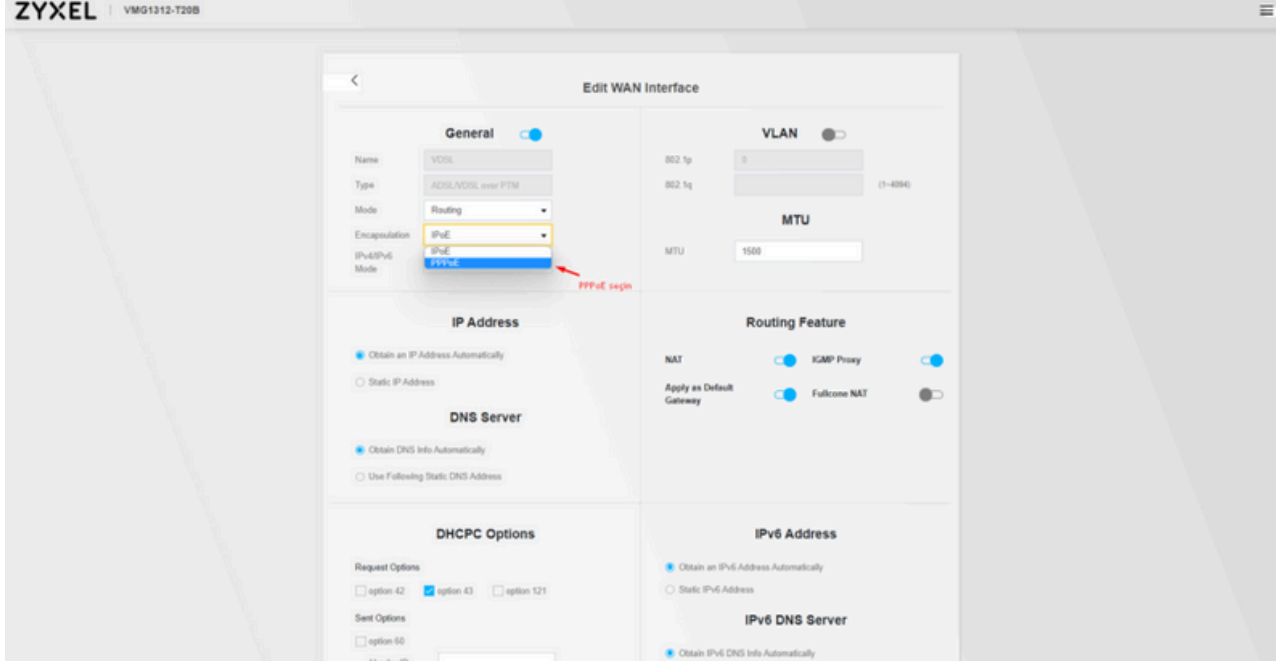 ZYXEL VMG1312-T20B
Edit WAN Interface
General
Name VDSL
Type ADSL/VDSL over PTM
Mode Routing
Encapsulation IPoE
IPoE
PPPoE
IPv4/IPv6
Mode
PPPoE seçin
VLAN
802.1p 0
802.1q (1~4094)
MTU
MTU 1500
IP Address
Obtain an IP Address Automatically
Static IP Address
DNS Server
Obtain DNS Info Automatically
Use Following Static DNS Address
Routing Feature
NAT IGMP Proxy
Apply as Default
Gateway Fullcone NAT
DHCPC Options
Request Options
option 42 option 43 option 121
Sent Options
option 60
IPv6 Address
Obtain an IPv6 Address Automatically
Static IPv6 Address
IPv6 DNS Server
Obtain IPv6 DNS Info Automatically